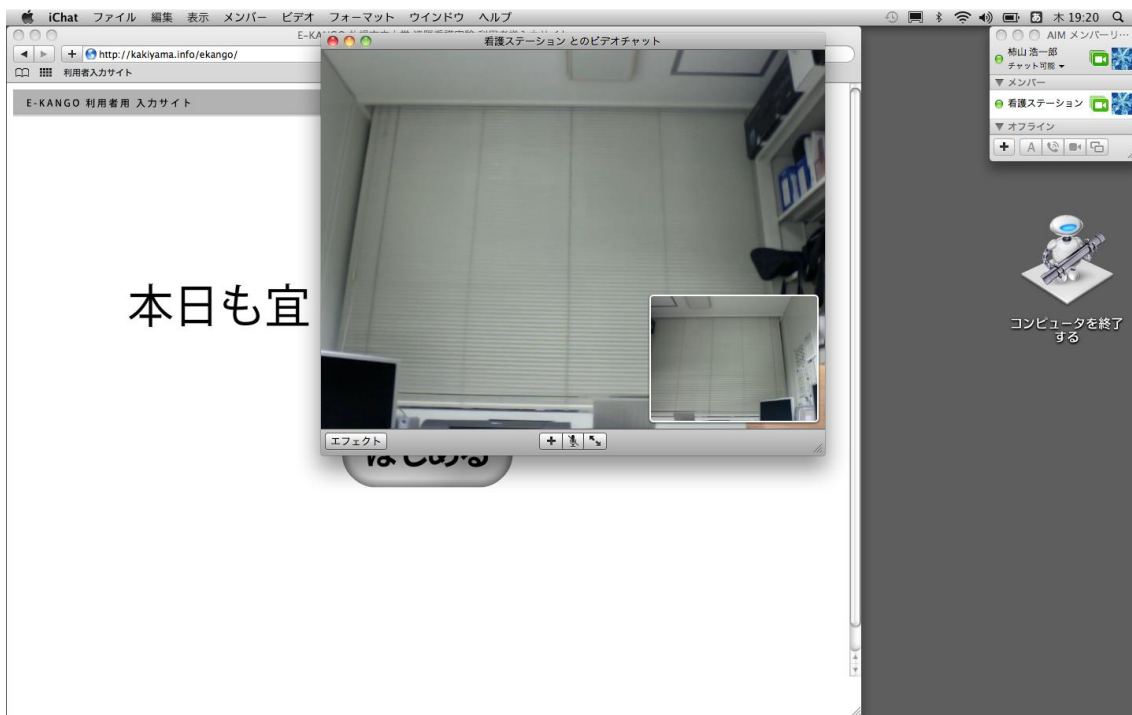 iChat ファイル 編集 表示 メンバー ビデオ フォーマット ウインドウ ヘルプ
木 19:20
看護ステーション とのビデオチャット
AIM メンバーリ…
http://kakiyama.info/ekango/
柿山 浩一郎
チャット可能
利用者入力サイト
メンバー
E-KANGO 利用者用 入力サイト
看護ステーション
オフライン
本日も宜
コンピュータを終了
する
エフェクト
はじめる